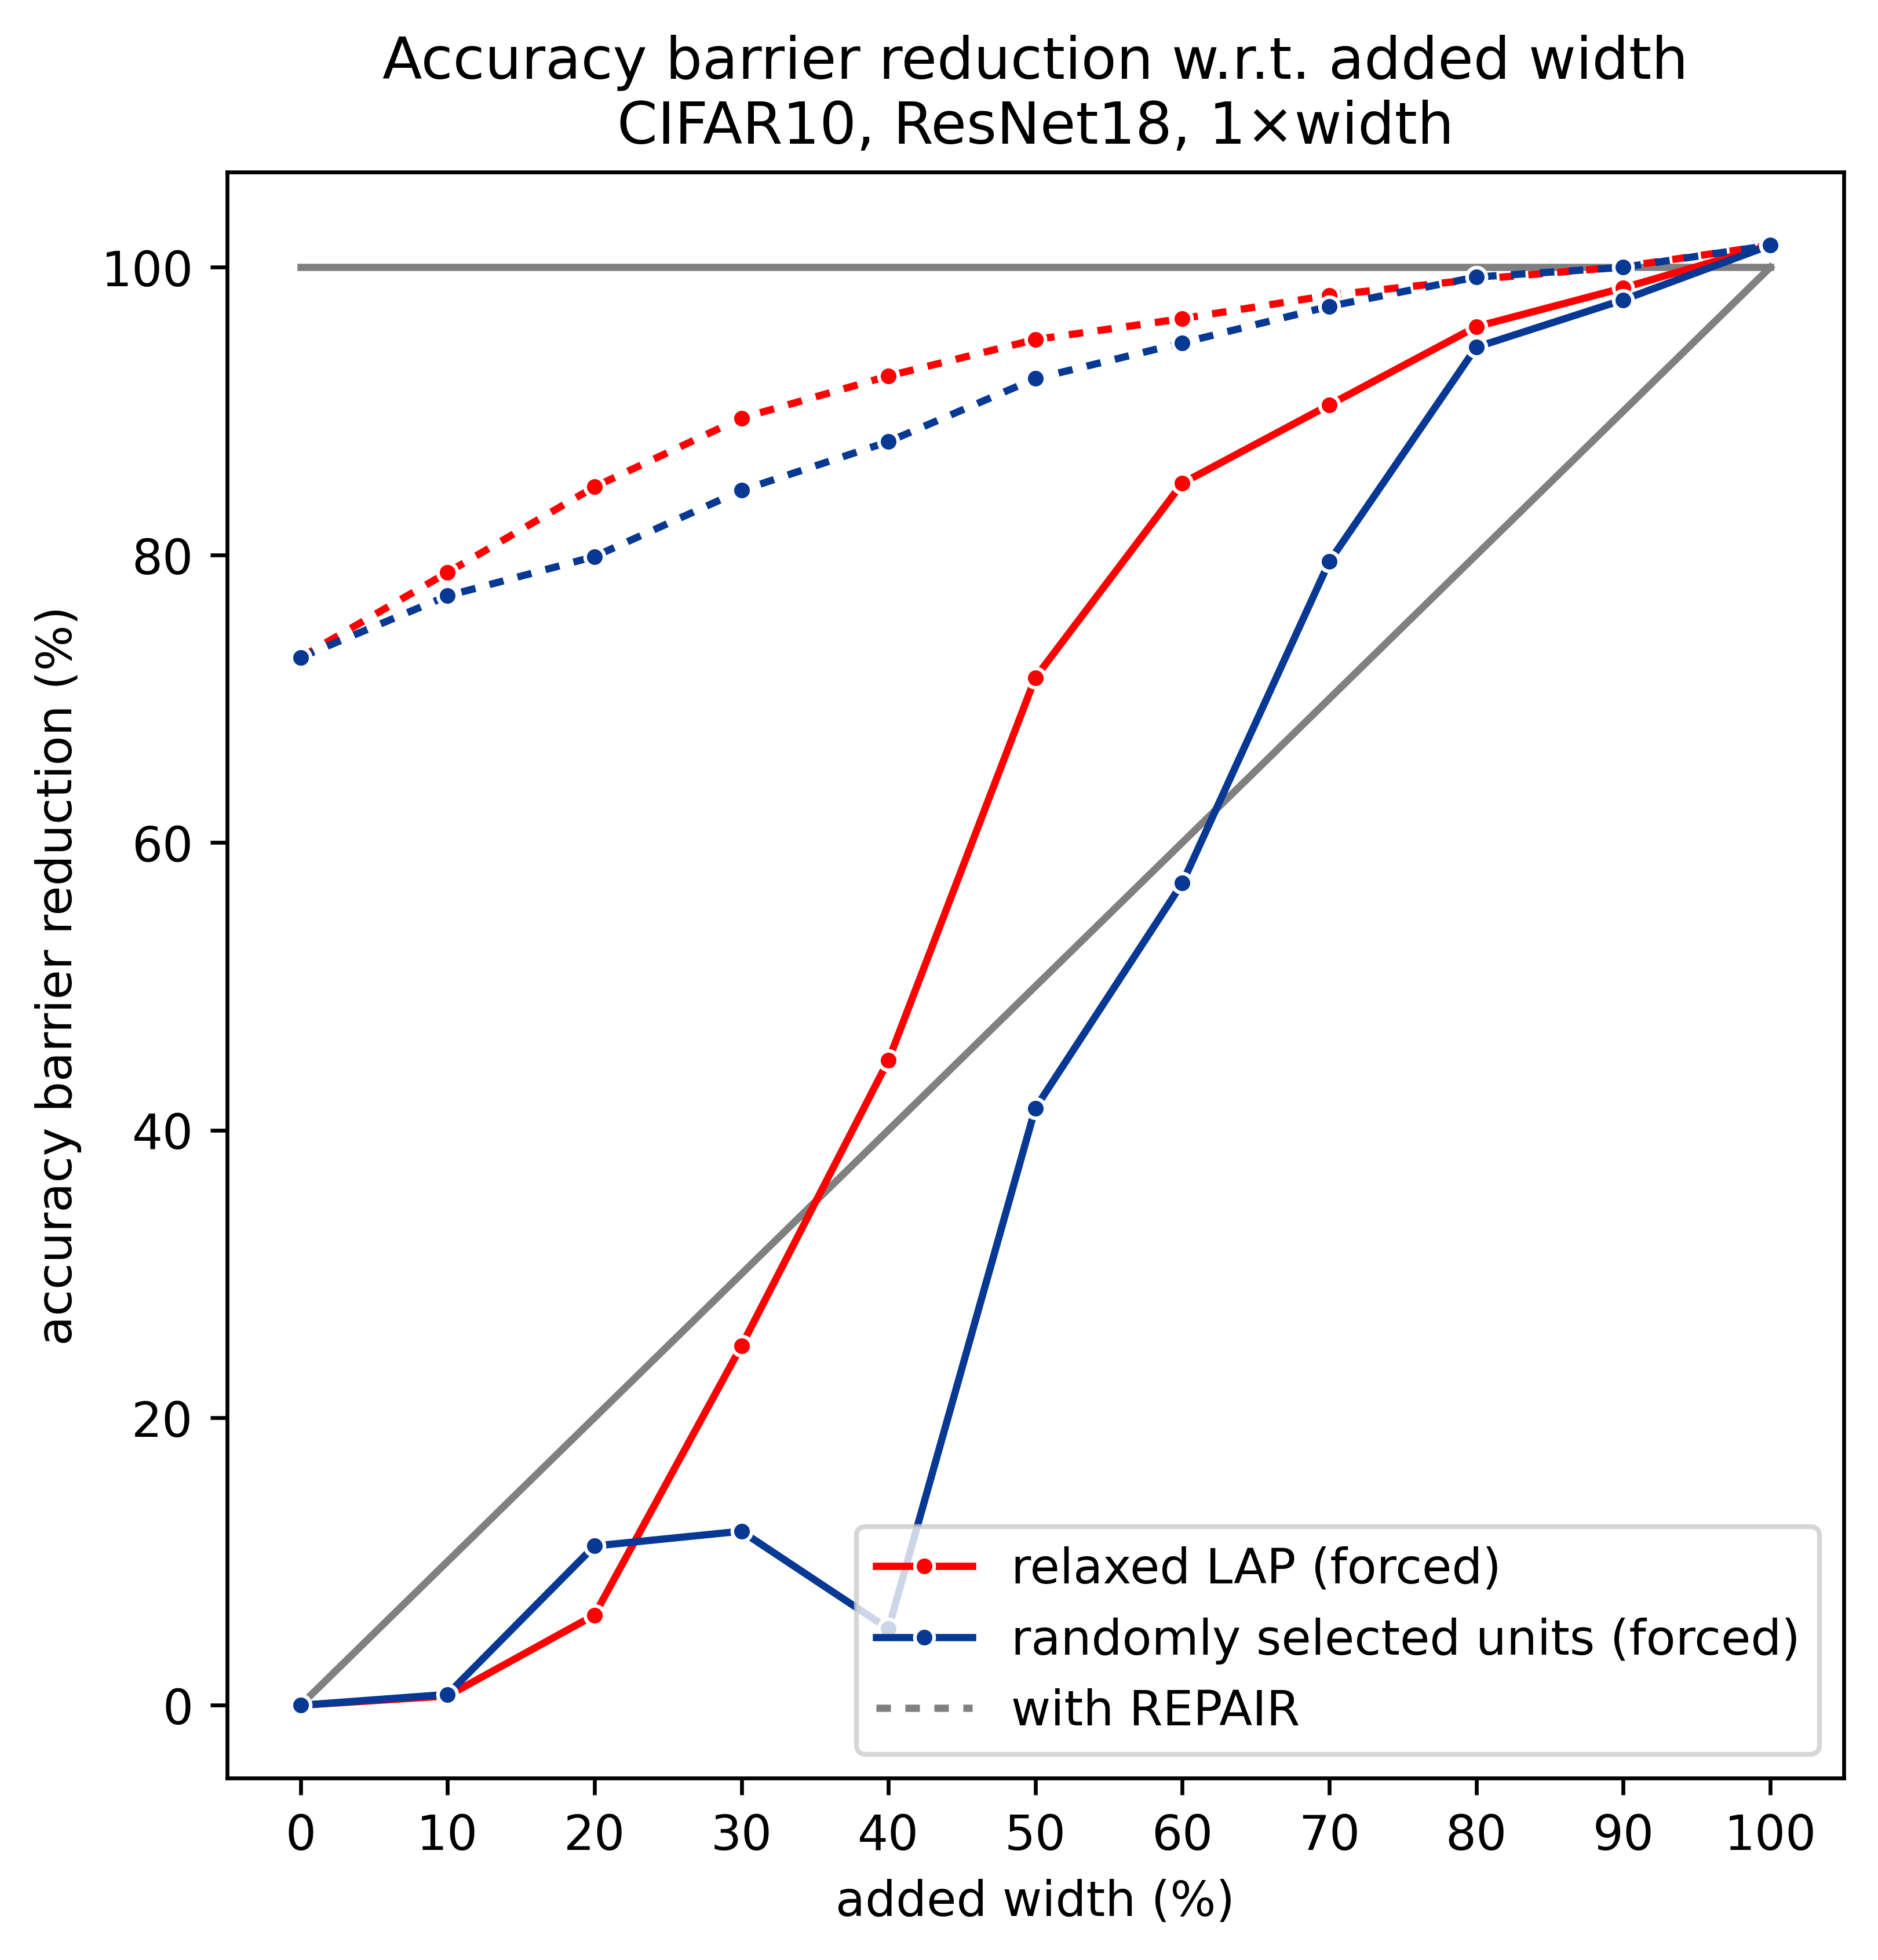 Accuracy barrier reduction w.r.t. added width
CIFAR10, ResNet18, 1×width
accuracy barrier reduction (%)
100
80
60
40
20
0
relaxed LAP (forced)
randomly selected units (forced)
with REPAIR
0 10 20 30 40 50 60 70 80 90 100
added width (%)